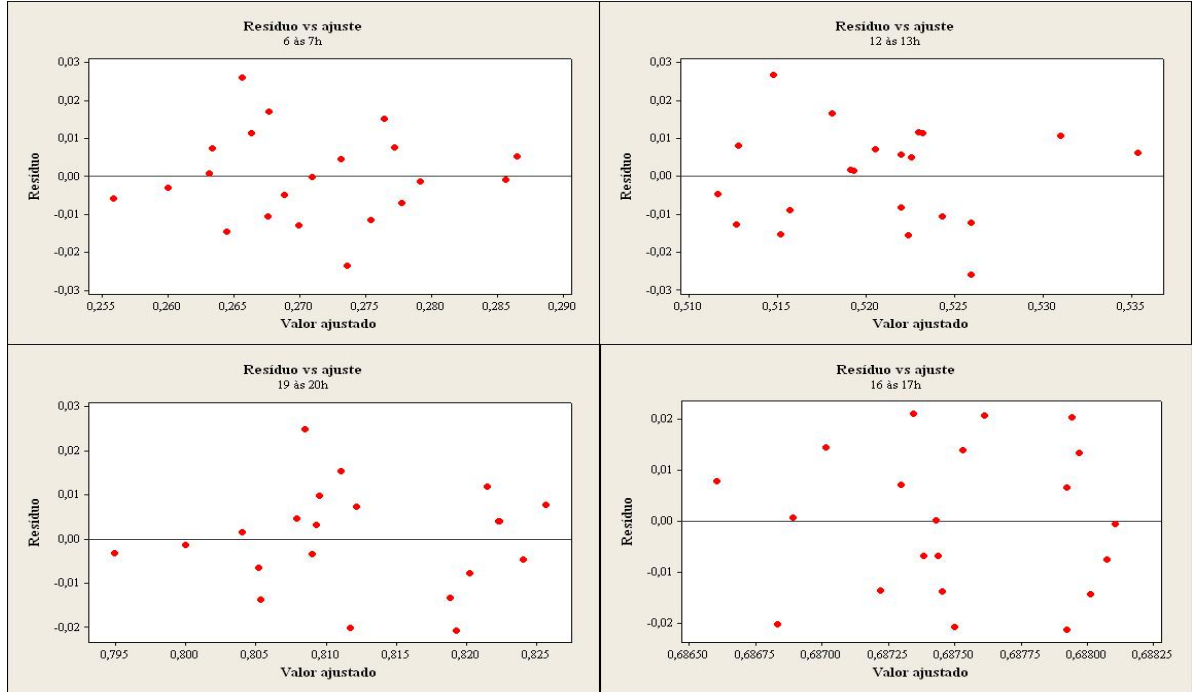 Resíduo vs ajuste
6 às 7h
0,03
0,02
0,01
0,00
-0,01
-0,02
-0,03
Resíduo
0,255 0,260 0,265 0,270 0,275 0,280 0,285 0,290
Valor ajustado
Resíduo vs ajuste
12 às 13h
0,03
0,02
0,01
0,00
-0,01
-0,02
-0,03
Resíduo
0,510 0,515 0,520 0,525 0,530 0,535
Valor ajustado
Resíduo vs ajuste
19 às 20h
0,03
0,02
0,01
0,00
-0,01
-0,02
Resíduo
0,795 0,800 0,805 0,810 0,815 0,820 0,825
Valor ajustado
Resíduo vs ajuste
16 às 17h
0,02
0,01
0,00
-0,01
-0,02
Resíduo
0,68650 0,68675 0,68700 0,68725 0,68750 0,68775 0,68800 0,68825
Valor ajustado